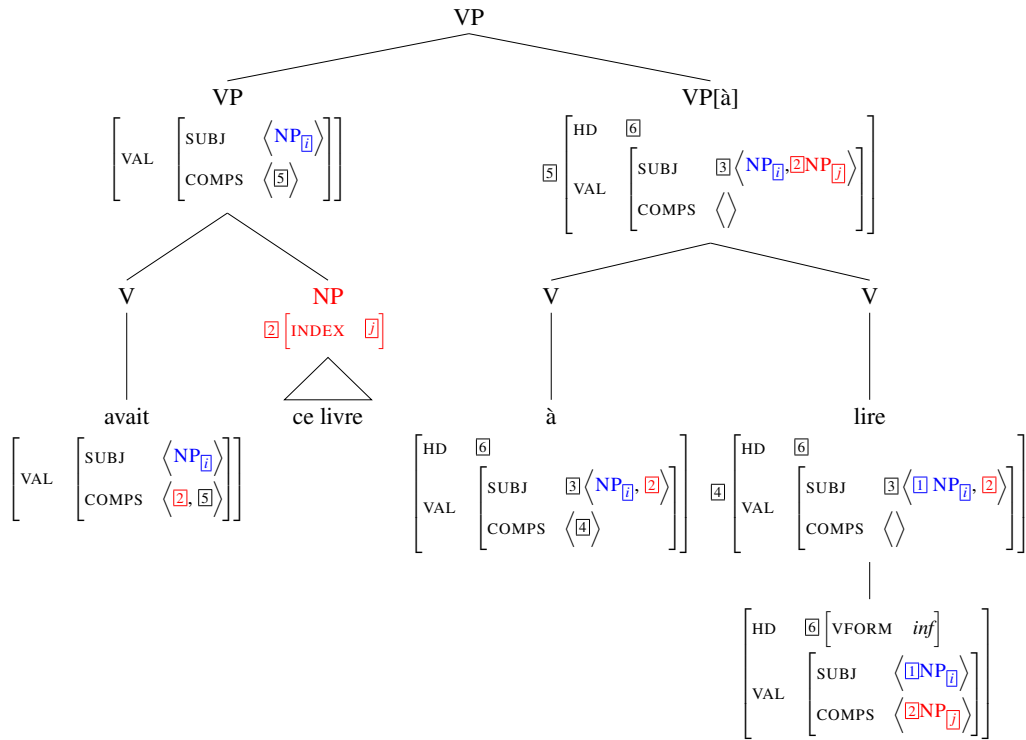 VP
VP VP[à]
[VAL [SUBJ ⟨NP[i]⟩ COMPS ⟨[5]⟩]]
[5] [HD [6] VAL [SUBJ [3]⟨NP[i],[2]NP[j]⟩ COMPS ⟨⟩]]
V NP V V
[2] [INDEX [j]]
avait ce livre à lire
[VAL [SUBJ ⟨NP[i]⟩ COMPS ⟨[2], [5]⟩]]
[HD [6] VAL [SUBJ [3]⟨NP[i], [2]⟩ COMPS ⟨[4]⟩]]
[4] [HD [6] VAL [SUBJ [3]⟨[1] NP[i], [2]⟩ COMPS ⟨⟩]]
[HD [6][VFORM inf] VAL [SUBJ ⟨[1]NP[i]⟩ COMPS ⟨[2]NP[j]⟩]]